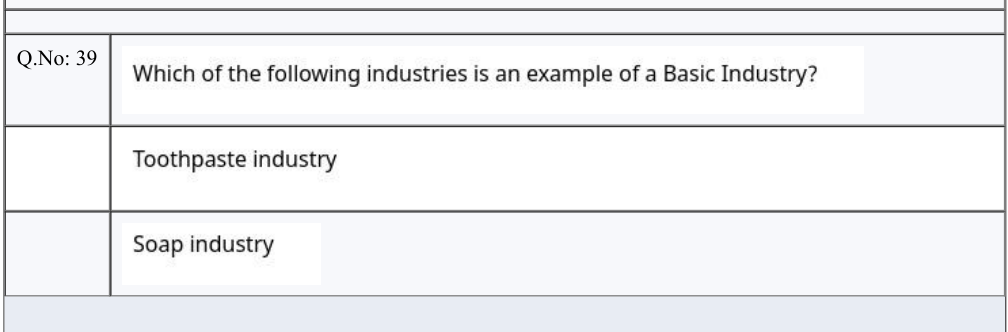 Q.No: 39
Which of the following industries is an example of a Basic Industry?
Toothpaste industry
Soap industry